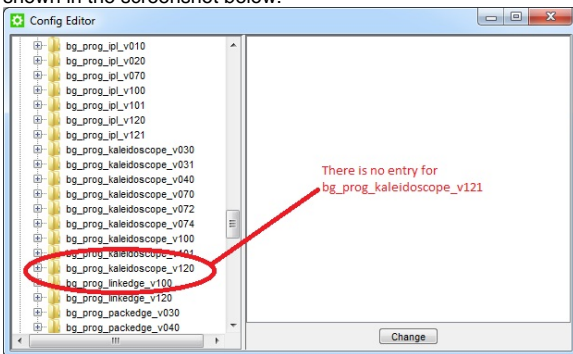 shown in the screenshot below.
Config Editor
bg_prog_ipl_v010
bg_prog_ipl_v020
bg_prog_ipl_v070
bg_prog_ipl_v100
bg_prog_ipl_v101
bg_prog_ipl_v120
bg_prog_ipl_v121
bg_prog_kaleidoscope_v030
bg_prog_kaleidoscope_v031
bg_prog_kaleidoscope_v040
bg_prog_kaleidoscope_v070
bg_prog_kaleidoscope_v072
bg_prog_kaleidoscope_v074
bg_prog_kaleidoscope_v100
bg_prog_kaleidoscope_v101
bg_prog_kaleidoscope_v120
bg_prog_linkedge_v100
bg_prog_linkedge_v120
bg_prog_packedge_v030
bg_prog_packedge_v040
There is no entry for
bg_prog_kaleidoscope_v121
Change